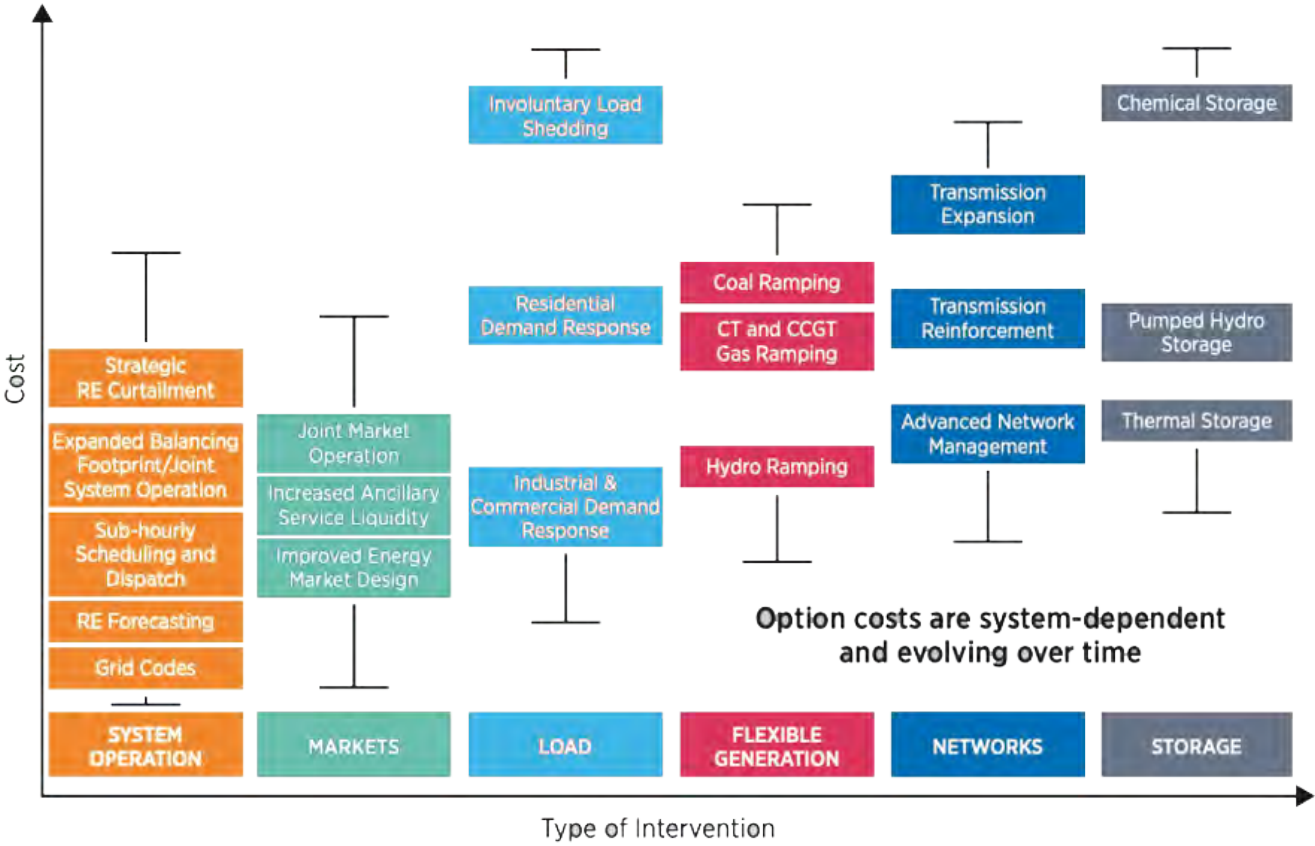 Cost
Strategic
RE Curtailment
Expanded Balancing
Footprint/Joint
System Operation
Sub-hourly
Scheduling and
Dispatch
RE Forecasting
Grid Codes
SYSTEM
OPERATION
Joint Market
Operation
Increased Ancillary
Service Liquidity
Improved Energy
Market Design
MARKETS
Involuntary Load
Shedding
Residential
Demand Response
Industrial &
Commercial Demand
Response
LOAD
Coal Ramping
CT and CCGT
Gas Ramping
Hydro Ramping
FLEXIBLE
GENERATION
Transmission
Expansion
Transmission
Reinforcement
Advanced Network
Management
NETWORKS
Chemical Storage
Pumped Hydro
Storage
Thermal Storage
STORAGE
Option costs are system-dependent
and evolving over time
Type of Intervention